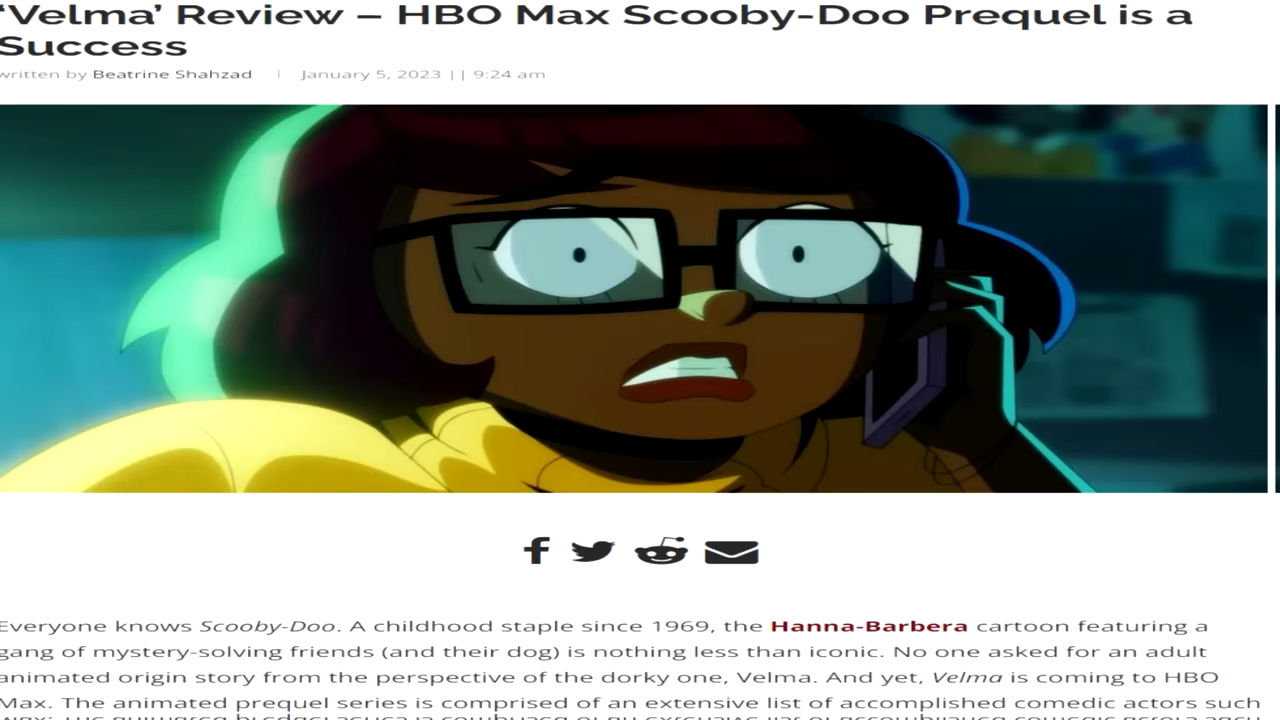 ‘Velma’ Review – HBO Max Scooby-Doo Prequel is a
Success
written by Beatrine Shahzad | January 5, 2023 || 9:24 am
Everyone knows Scooby-Doo. A childhood staple since 1969, the Hanna-Barbera cartoon featuring a
gang of mystery-solving friends (and their dog) is nothing less than iconic. No one asked for an adult
animated origin story from the perspective of the dorky one, Velma. And yet, Velma is coming to HBO
Max. The animated prequel series is comprised of an extensive list of accomplished comedic actors such